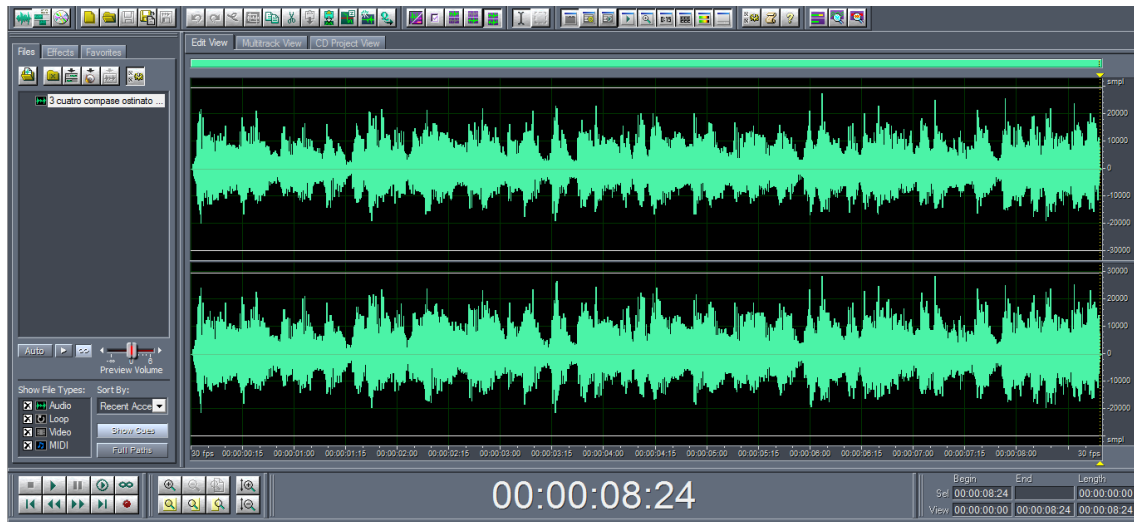 Edit View Multitrack View CD Project View
Files Effects Favorites
3 cuatro compase ostinato ...
smpl
20000
10000
0
-10000
-20000
-30000
30000
20000
10000
0
-10000
-20000
smpl
Auto
-∞ 0 6
Preview Volume
Show File Types: Sort By:
Audio
Loop
Video
MIDI
Recent Acce
Show Cues
Full Paths
30 fps 00:00:00:15 00:00:01:00 00:00:01:15 00:00:02:00 00:00:02:15 00:00:03:00 00:00:03:15 00:00:04:00 00:00:04:15 00:00:05:00 00:00:05:15 00:00:06:00 00:00:06:15 00:00:07:00 00:00:07:15 00:00:08:00 30 fps
00:00:08:24
Begin End Length
Sel 00:00:08:24 00:00:00:00
View 00:00:00:00 00:00:08:24 00:00:08:24